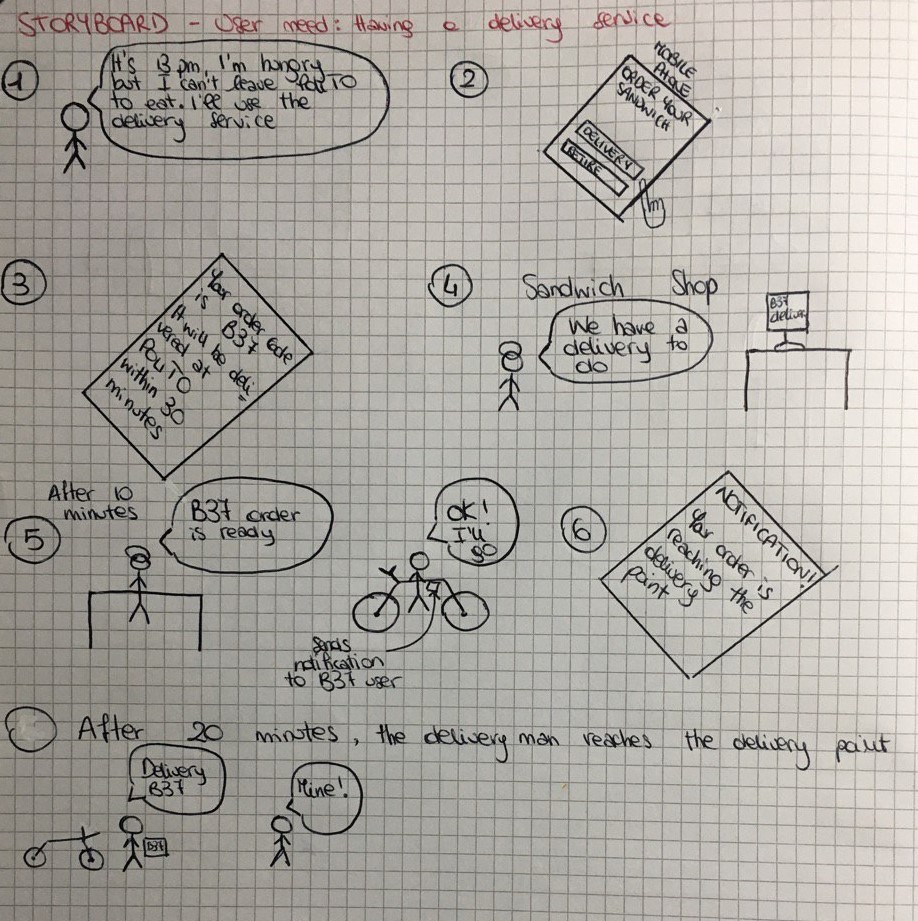 STORYBOARD - User need: Having a delivery service
1
It's 13 pm, I'm hungry
but I can't leave PoliTO
to eat. I'll use the
delivery service
2
MOBILE
PHONE
ORDER YOUR
SANDWICH
DELIVERY
RETIRE
3
Your order code
is B37
It will be deli
vered at
POLITO
within 30
minutes
4
Sandwich Shop
We have a
delivery to
do
B37
deliver
5
After 10
minutes
B37 order
is ready
OK!
I'll
go
Sends
notification
to B37 user
6
NOTIFICATION!
Your order is
reaching the
delivery
point
After 20 minutes, the delivery man reaches the delivery point
Delivery
B37
B37
Mine!